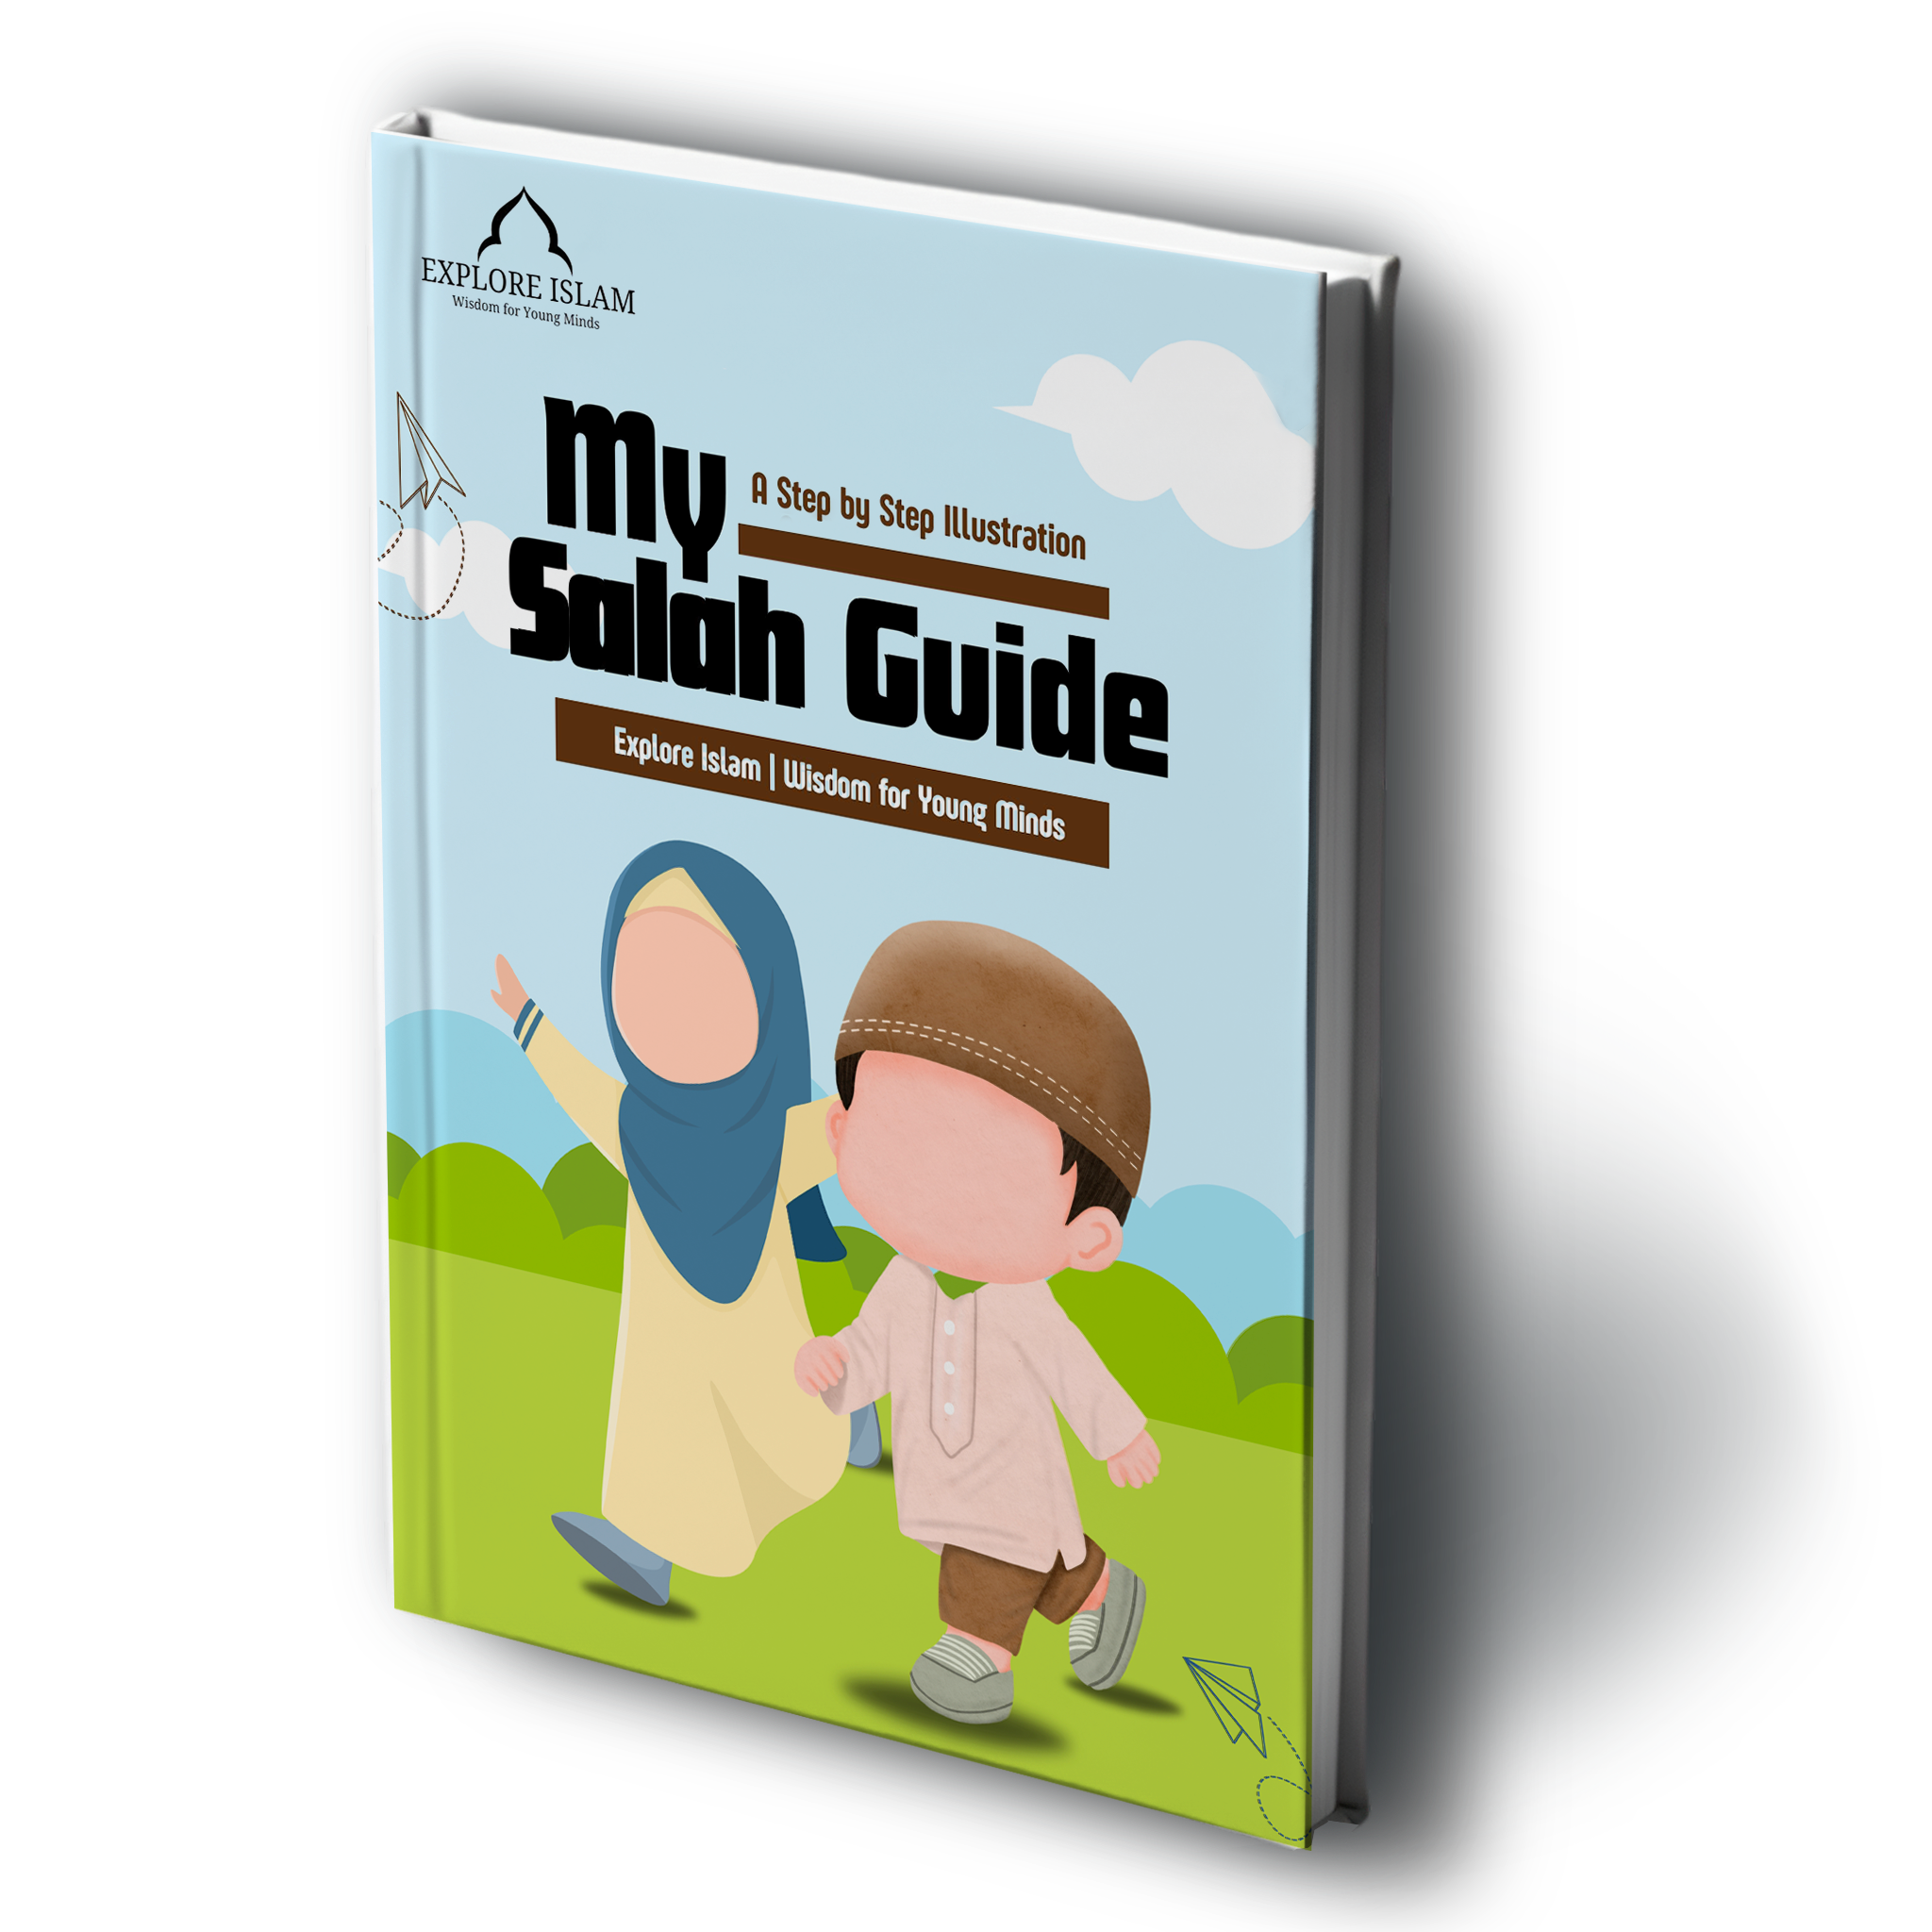 EXPLORE ISLAM
Wisdom for Young Minds
My
A Step by Step Illustration
Salah Guide
Explore Islam | Wisdom for Young Minds